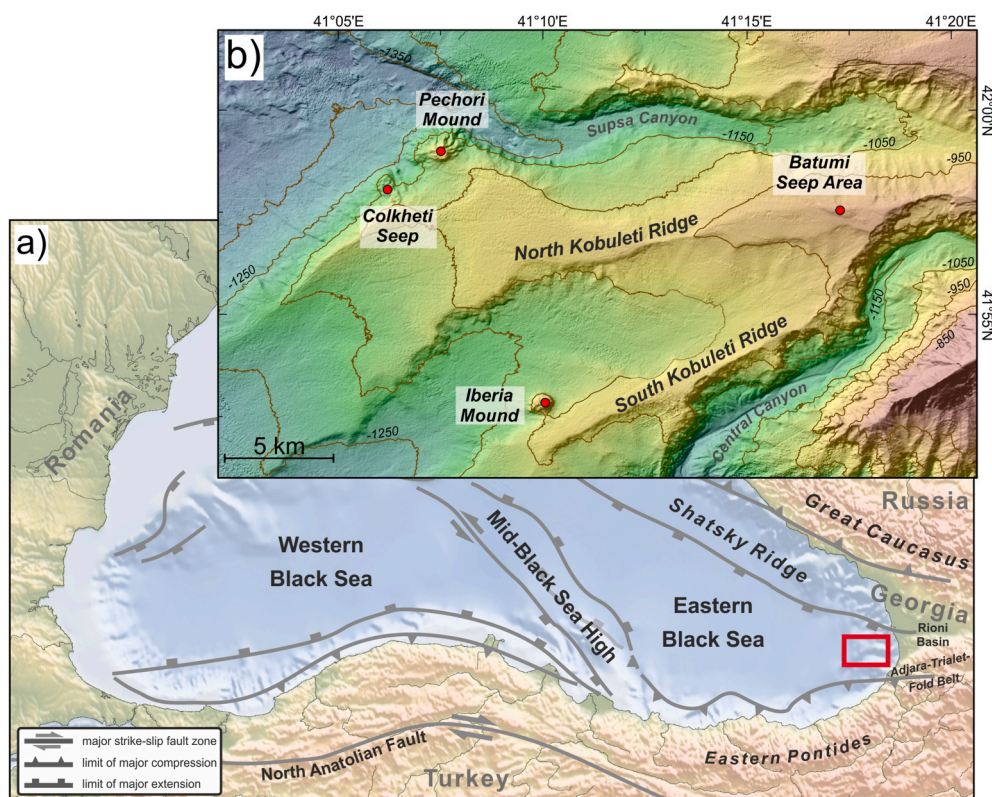 41°05'E
41°10'E
41°15'E
41°20'E
b)
-1350
Pechori
Mound
Supsa Canyon
-1150
-1050
-950
42°00'N
Batumi
Seep Area
Colkheti
Seep
North Kobuleti Ridge
-1250
-1050
-950
-1150
-850
41°55'N
South Kobuleti Ridge
Iberia
Mound
Central Canyon
-1250
5 km
a)
Romania
Russia
Great Caucasus
Shatsky Ridge
Mid-Black Sea High
Western
Black Sea
Eastern
Black Sea
Georgia
Rioni
Basin
Adjara-Trialet-
Fold Belt
North Anatolian Fault
Eastern Pontides
Turkey
major strike-slip fault zone
limit of major compression
limit of major extension